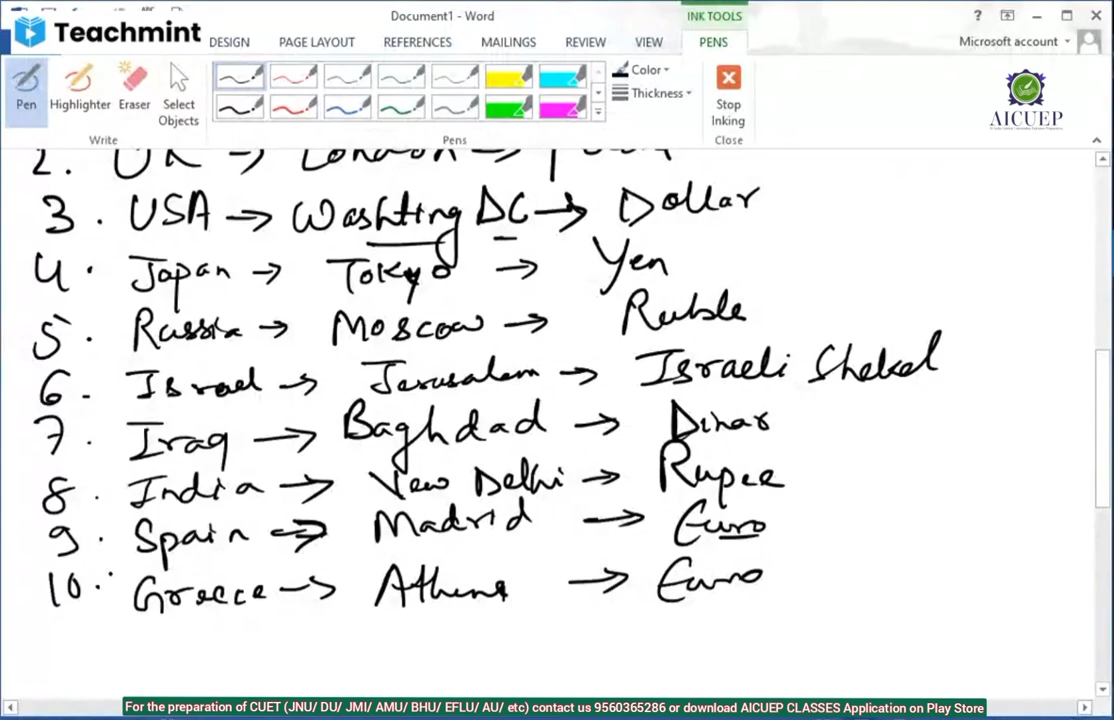 Document1 - Word
INK TOOLS
Teachmint
DESIGN PAGE LAYOUT REFERENCES MAILINGS REVIEW VIEW PENS
Microsoft account
Pen Highlighter Eraser Select Objects
Color
Thickness
Stop Inking
Write Pens Close
AICUEP
2. UK → London →
3. USA → Washting DC → Dollar
4. Japan → Tokyo → Yen
5. Russia → Moscow → Ruble
6. Israel → Jerusalem → Israeli Shekel
7. Iraq → Baghdad → Dinar
8. India → New Delhi → Rupee
9. Spain → Madrid → Euro
10. Greece → Athens → Euro
For the preparation of CUET (JNU/ DU/ JMI/ AMU/ BHU/ EFLU/ AU/ etc) contact us 9560365286 or download AICUEP CLASSES Application on Play Store